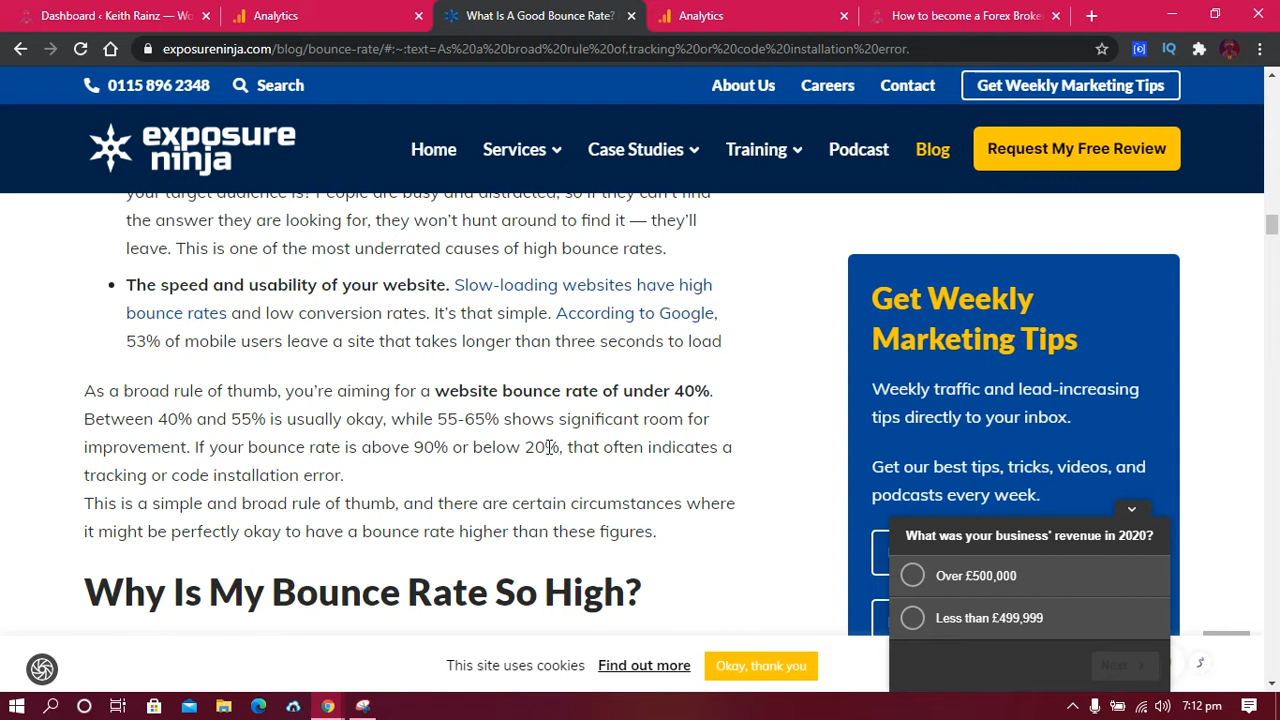 Dashboard ‹ Keith Rainz — Wo
Analytics
What Is A Good Bounce Rate?
Analytics
How to become a Forex Broke
exposureninja.com/blog/bounce-rate/#:~:text=As%20a%20broad%20rule%20of,tracking%20or%20code%20installation%20error.
IQ
0115 896 2348
Search
About Us
Careers
Contact
Get Weekly Marketing Tips
exposure
ninja
Home
Services
Case Studies
Training
Podcast
Blog
Request My Free Review
your target audience is? People are busy and distracted, so if they can't find
the answer they are looking for, they won't hunt around to find it — they'll
leave. This is one of the most underrated causes of high bounce rates.
• The speed and usability of your website. Slow-loading websites have high
bounce rates and low conversion rates. It's that simple. According to Google,
53% of mobile users leave a site that takes longer than three seconds to load
As a broad rule of thumb, you're aiming for a website bounce rate of under 40%.
Between 40% and 55% is usually okay, while 55-65% shows significant room for
improvement. If your bounce rate is above 90% or below 20%, that often indicates a
tracking or code installation error.
This is a simple and broad rule of thumb, and there are certain circumstances where
it might be perfectly okay to have a bounce rate higher than these figures.
Why Is My Bounce Rate So High?
Get Weekly
Marketing Tips
Weekly traffic and lead-increasing
tips directly to your inbox.
Get our best tips, tricks, videos, and
podcasts every week.
What was your business' revenue in 2020?
Over £500,000
Less than £499,999
Next
This site uses cookies
Find out more
Okay, thank you
7:12 pm